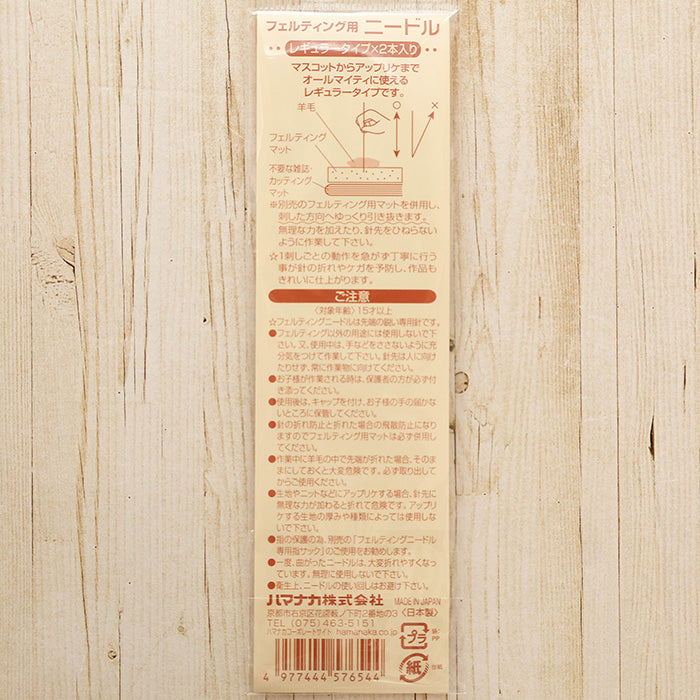 フェルティング用 ニードル
レギュラータイプ×2本入り
マスコットからアップリケまで
オールマイティに使える
レギュラータイプです。
羊毛
○ ×
フェルティング
マット
不要な雑誌・
カッティング
マット
※別売のフェルティング用マットを併用し、
刺した方向へゆっくり引き抜きます。
無理な力を加えたり、針先をひねらない
ように作業して下さい。
☆1刺しごとの動作を急がず丁寧に行う
事が針の折れやケガを予防し、作品も
きれいに仕上がります。
ご注意
〈対象年齢〉15才以上
☆フェルティングニードルは先端の鋭い専用針です。
●フェルティング以外の用途には使用しないで下
さい。又、使用中は、手などをささないように充
分気をつけて作業して下さい。針先は人に向け
たりせず、常に作業物に向けてください。
●お子様が作業される時は、保護者の方が必ず付
き添ってください。
●使用後は、キャップを付け、お子様の手の届かな
いところに保管してください。
●針の折れ防止と折れた場合の飛散防止になり
ますのでフェルティング用マットは必ず併用し
てください。
●作業中に羊毛の中で先端が折れた場合、そのま
まにしておくと大変危険です。必ず取り出して
からご使用ください。
●生地やニットなどにアップリケする場合、針先に
無理な力が加わると折れて危険です。アップリ
ケする生地の厚みや種類によっては使用しな
いで下さい。
●指の保護の為、別売の「フェルティングニードル
専用指サック」のご使用をお勧めします。
●一度、曲がったニードルは、大変折れやすくなっ
ています。無理に使用しないで下さい。
●衛生上、ニードルの使い回しはお避け下さい。
ハマナカ株式会社 MADE IN JAPAN
京都市右京区花園薮ノ下町2番地の3 〈日本製〉
TEL (075) 463-5151
ハマナカコーポレートサイト hamanaka.co.jp
プラ 袋: PP
紙 台紙
4 977444 576544